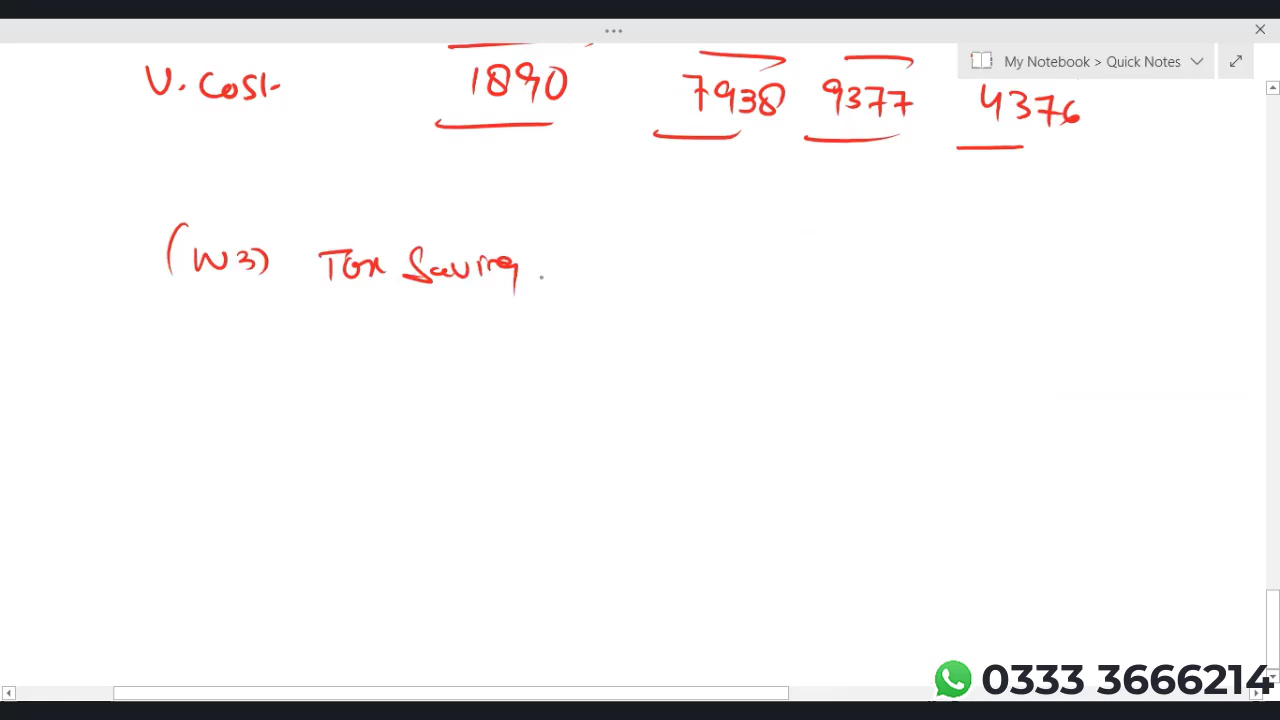 My Notebook > Quick Notes
V. Cost 1890 7938 9377 4376
(W3) Tax Saving
0333 3666214